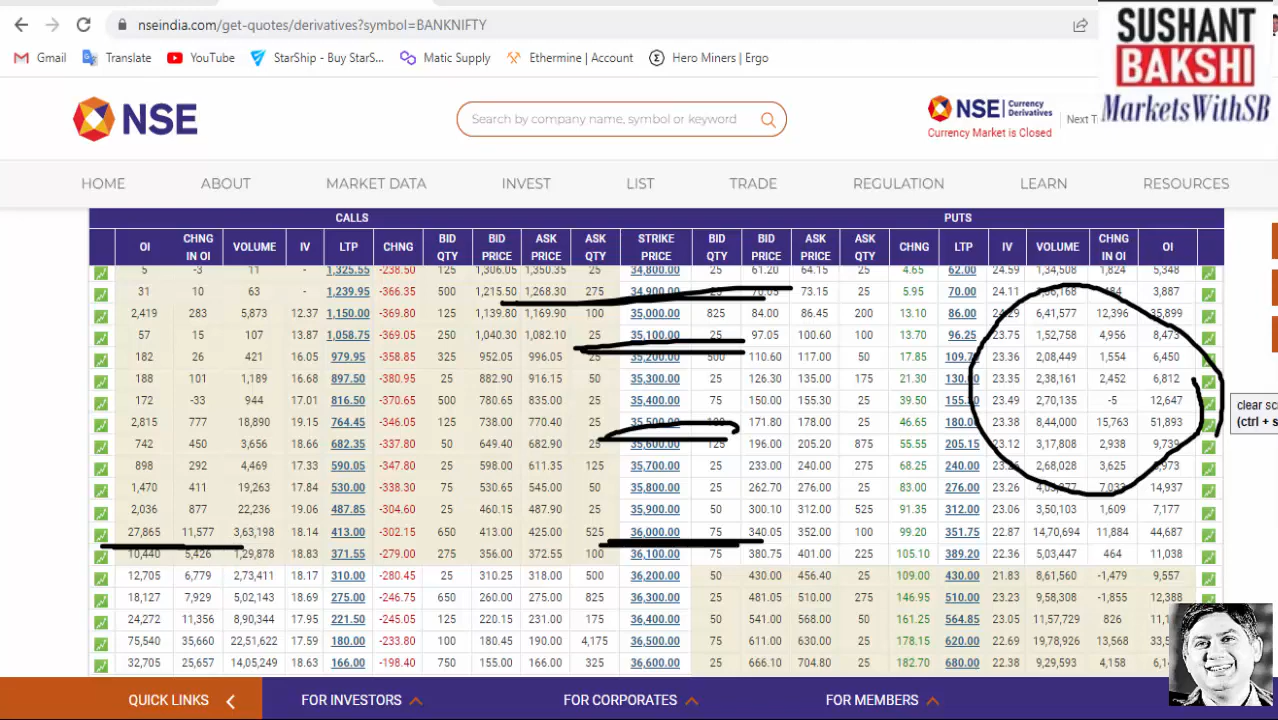 nseindia.com/get-quotes/derivatives?symbol=BANKNIFTY
SUSHANT
BAKSHI
MarketsWithSB
Gmail Translate YouTube StarShip - Buy StarS... Matic Supply Ethermine | Account Hero Miners | Ergo
NSE
Search by company name, symbol or keyword
NSE Currency Derivatives
Currency Market is Closed
Next T
HOME ABOUT MARKET DATA INVEST LIST TRADE REGULATION LEARN RESOURCES
CALLS PUTS
OI CHNG IN OI VOLUME IV LTP CHNG BID QTY BID PRICE ASK PRICE ASK QTY STRIKE PRICE BID QTY BID PRICE ASK PRICE ASK QTY CHNG LTP IV VOLUME CHNG IN OI OI
5 -3 11 - 1,325.55 -238.50 125 1,306.05 1,350.35 25 34,800.00 25 61.20 64.15 25 4.65 62.00 24.59 1,34,508 1,824 5,348
31 10 63 - 1,239.95 -366.35 500 1,215.50 1,268.30 275 34,900.00 25 70.05 73.15 25 5.95 70.00 24.11 3,887
2,419 283 5,873 12.37 1,150.00 -369.80 250 1,139.80 1,169.90 100 35,000.00 825 84.00 86.45 200 13.10 86.00 24.29 6,41,577 12,396 35,899
57 15 107 - 1,058.75 -369.05 250 1,040.10 1,082.10 25 35,100.00 25 97.05 100.60 100 13.70 96.25 23.75 1,52,738 4,956 8,473
182 26 421 16.05 979.95 -358.85 325 952.05 996.05 25 35,200.00 500 110.60 117.00 50 17.85 23.36 2,08,449 1,554 6,450
188 101 1,189 16.68 897.50 -380.95 25 882.90 916.15 50 35,300.00 25 126.30 135.00 175 21.30 23.35 2,38,161 2,452 6,812
172 -33 944 17.01 816.50 -370.65 500 737.00 834.00 25 35,400.00 75 150.00 155.30 25 39.50 23.49 2,70,135 -5 12,647
2,815 777 18,890 19.15 764.45 -346.05 125 738.00 770.40 25 35,500.00 171.80 178.00 25 46.65 180.00 23.38 8,44,000 15,763 51,893
742 450 3,656 18.66 682.35 -337.80 50 649.40 682.90 25 35,600.00 125 196.00 205.20 875 55.55 205.15 23.12 3,17,808 2,938 9,739
898 292 4,469 17.33 590.05 -347.80 25 598.00 611.35 125 35,700.00 25 233.00 240.00 275 68.25 240.00 23.26 2,68,028 3,625
1,470 411 19,263 17.84 530.00 -338.30 100 530.65 545.00 50 35,800.00 25 262.70 276.00 25 83.00 276.00 23.26 14,937
2,036 877 22,236 19.06 487.85 -304.60 25 460.15 487.90 25 35,900.00 50 300.10 312.00 525 91.35 312.00 23.06 3,50,103 1,609 7,177
27,865 11,577 3,63,198 18.14 413.00 -302.15 650 413.00 425.00 525 36,000.00 75 340.05 352.00 100 99.20 351.75 22.87 14,70,694 11,884 44,687
10,440 5,426 1,29,878 18.83 371.55 -279.00 275 356.00 372.55 100 36,100.00 75 380.75 401.00 225 105.10 389.20 22.36 5,03,447 464 11,038
12,705 6,779 2,73,411 18.17 310.00 -280.45 25 310.25 318.00 500 36,200.00 50 430.00 456.40 25 109.00 430.00 21.83 8,61,560 -1,479 9,557
18,127 7,929 5,02,143 18.69 275.00 -246.75 650 260.00 275.00 825 36,300.00 50 481.05 510.00 275 146.95 510.00 23.23 9,58,308 -1,855 12,388
24,272 11,356 8,90,344 17.95 221.50 -245.05 125 220.75 231.00 175 36,400.00 50 541.00 568.00 50 161.25 564.85 23.05 11,57,729 826
75,540 35,660 22,51,622 17.59 180.00 -233.80 100 180.45 190.00 4,175 36,500.00 75 611.00 630.00 25 178.15 620.00 22.69 19,78,926 13,568
32,705 25,657 14,05,249 18.63 166.00 -198.40 750 155.00 166.00 325 36,600.00 25 666.10 704.80 25 182.70 680.00 22.38 9,29,593 4,158
clear scr
(ctrl + s
QUICK LINKS FOR INVESTORS FOR CORPORATES FOR MEMBERS